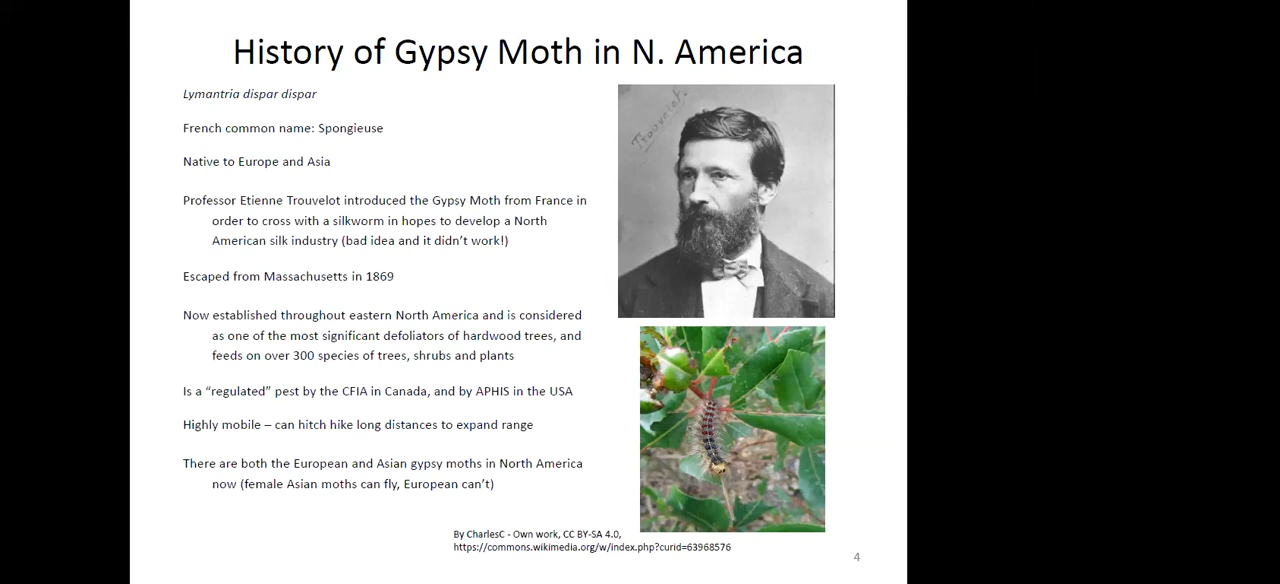 History of Gypsy Moth in N. America
Lymantria dispar dispar
French common name: Spongieuse
Native to Europe and Asia
Professor Etienne Trouvelot introduced the Gypsy Moth from France in
order to cross with a silkworm in hopes to develop a North
American silk industry (bad idea and it didn't work!)
Escaped from Massachusetts in 1869
Now established throughout eastern North America and is considered
as one of the most significant defoliators of hardwood trees, and
feeds on over 300 species of trees, shrubs and plants
Is a “regulated” pest by the CFIA in Canada, and by APHIS in the USA
Highly mobile – can hitch hike long distances to expand range
There are both the European and Asian gypsy moths in North America
now (female Asian moths can fly, European can't)
Trouvelot.
By CharlesC - Own work, CC BY-SA 4.0,
https://commons.wikimedia.org/w/index.php?curid=63968576
4